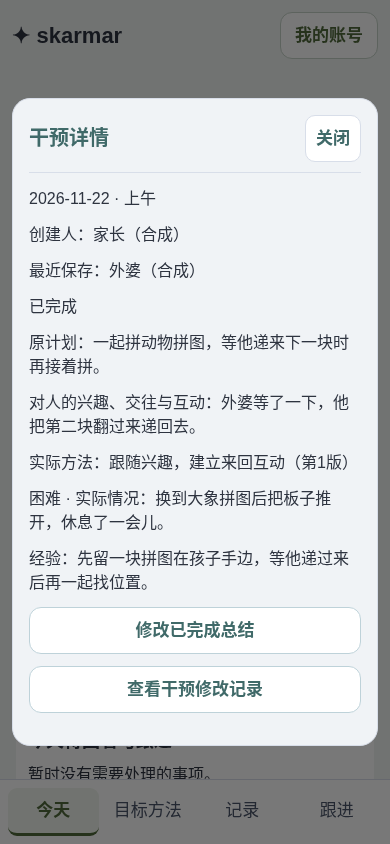 ✦ skarmar
我的账号
干预详情
关闭
2026-11-22 · 上午
创建人：家长（合成）
最近保存：外婆（合成）
已完成
原计划：一起拼动物拼图，等他递来下一块时
再接着拼。
对人的兴趣、交往与互动：外婆等了一下，他
把第二块翻过来递回去。
实际方法：跟随兴趣，建立来回互动（第1版）
困难 · 实际情况：换到大象拼图后把板子推
开，休息了一会儿。
经验：先留一块拼图在孩子手边，等他递过来
后再一起找位置。
修改已完成总结
查看干预修改记录
暂时没有需要处理的事项。
今天
目标方法
记录
跟进